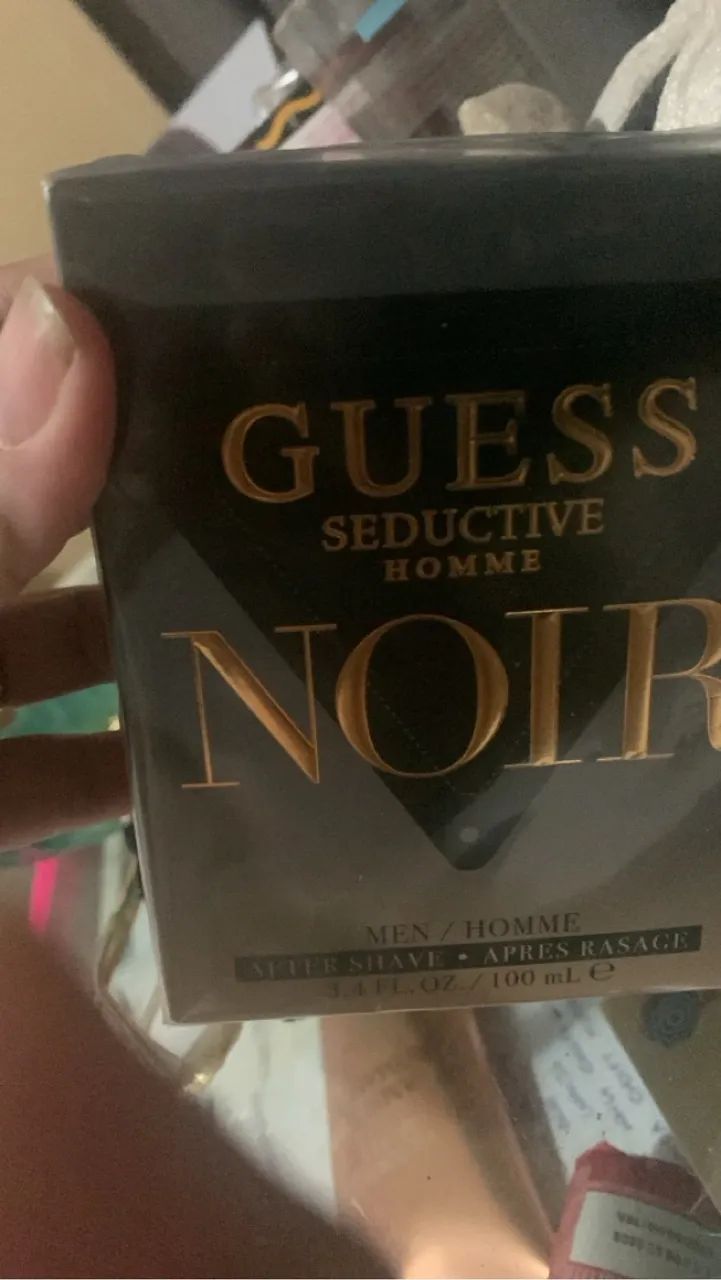 GUESS
SEDUCTIVE
HOMME
NOIR
MEN / HOMME
AFTER SHAVE • APRES RASAGE
3.4 FL. OZ. / 100 mL ℮